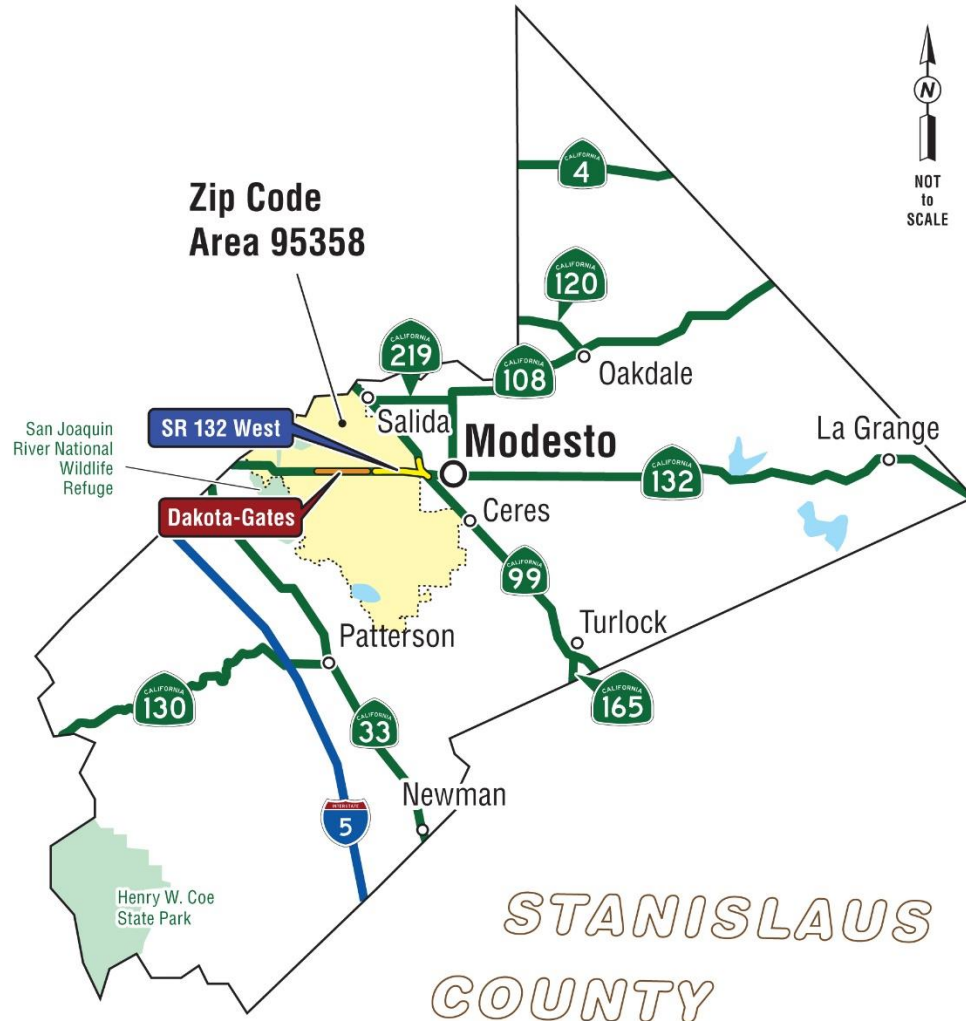 N
NOT
to
SCALE
CALIFORNIA
4
Zip Code
Area 95358
CALIFORNIA
120
CALIFORNIA
219
CALIFORNIA
108
Oakdale
Salida
SR 132 West
Modesto
La Grange
San Joaquin
River National
Wildlife
Refuge
CALIFORNIA
132
Dakota-Gates
Ceres
CALIFORNIA
99
Turlock
Patterson
CALIFORNIA
130
CALIFORNIA
33
CALIFORNIA
165
Newman
INTERSTATE
5
Henry W. Coe
State Park
STANISLAUS
COUNTY